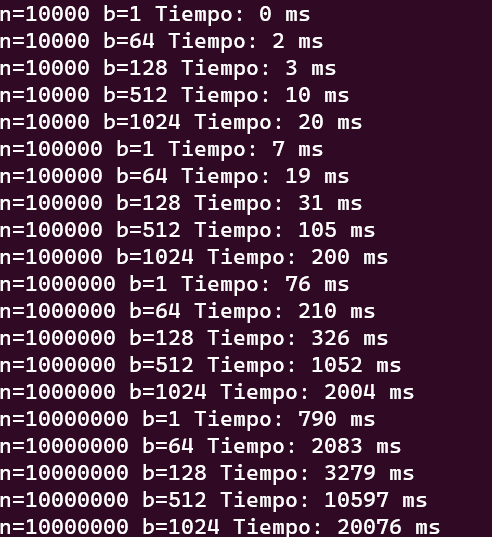 n=10000 b=1 Tiempo: 0 ms
n=10000 b=64 Tiempo: 2 ms
n=10000 b=128 Tiempo: 3 ms
n=10000 b=512 Tiempo: 10 ms
n=10000 b=1024 Tiempo: 20 ms
n=100000 b=1 Tiempo: 7 ms
n=100000 b=64 Tiempo: 19 ms
n=100000 b=128 Tiempo: 31 ms
n=100000 b=512 Tiempo: 105 ms
n=100000 b=1024 Tiempo: 200 ms
n=1000000 b=1 Tiempo: 76 ms
n=1000000 b=64 Tiempo: 210 ms
n=1000000 b=128 Tiempo: 326 ms
n=1000000 b=512 Tiempo: 1052 ms
n=1000000 b=1024 Tiempo: 2004 ms
n=10000000 b=1 Tiempo: 790 ms
n=10000000 b=64 Tiempo: 2083 ms
n=10000000 b=128 Tiempo: 3279 ms
n=10000000 b=512 Tiempo: 10597 ms
n=10000000 b=1024 Tiempo: 20076 ms